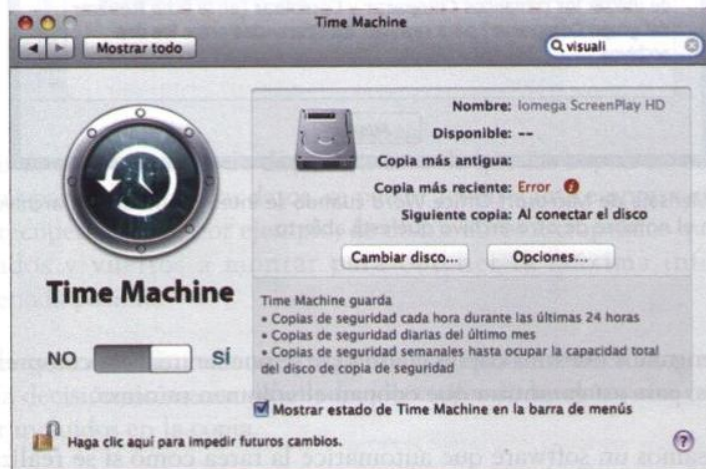 Time Machine
Mostrar todo
visuali
Nombre: Iomega ScreenPlay HD
Disponible: --
Copia más antigua:
Copia más reciente: Error
Siguiente copia: Al conectar el disco
Cambiar disco...
Opciones...
Time Machine
NO SÍ
Time Machine guarda
• Copias de seguridad cada hora durante las últimas 24 horas
• Copias de seguridad diarias del último mes
• Copias de seguridad semanales hasta ocupar la capacidad total
del disco de copia de seguridad
Mostrar estado de Time Machine en la barra de menús
Haga clic aquí para impedir futuros cambios.
?